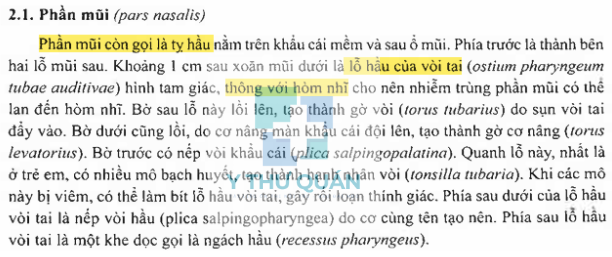 2.1. Phần mũi (pars nasalis)
Phần mũi còn gọi là tỵ hầu nằm trên khẩu cái mềm và sau ổ mũi. Phía trước là thành bên
hai lỗ mũi sau. Khoảng 1 cm sau xoăn mũi dưới là lỗ hầu của vòi tai (ostium pharyngeum
tubae auditivae) hình tam giác, thông với hòm nhĩ cho nên nhiễm trùng phần mũi có thể
lan đến hòm nhĩ. Bờ sau lỗ này lồi lên, tạo thành gờ vòi (torus tubarius) do sụn vòi tai
đẩy vào. Bờ dưới cũng lồi, do cơ nâng màn khẩu cái đội lên, tạo thành gờ cơ nâng (torus
levatorius). Bờ trước có nếp vòi khẩu cái (plica salpingopalatina). Quanh lỗ này, nhất là
ở trẻ em, có nhiều mô bạch huyết, tạo thành hạnh nhân vòi (tonsilla tubaria). Khi các mô
này bị viêm, có thể làm bít lỗ hầu vòi tai, gây rối loạn thính giác. Phía sau dưới của lỗ hầu
vòi tai là nếp vòi hầu (plica salpingopharyngea) do cơ cùng tên tạo nên. Phía sau lỗ hầu
vòi tai là một khe dọc gọi là ngách hầu (recessus pharyngeus).
Y THƯ QUÁN